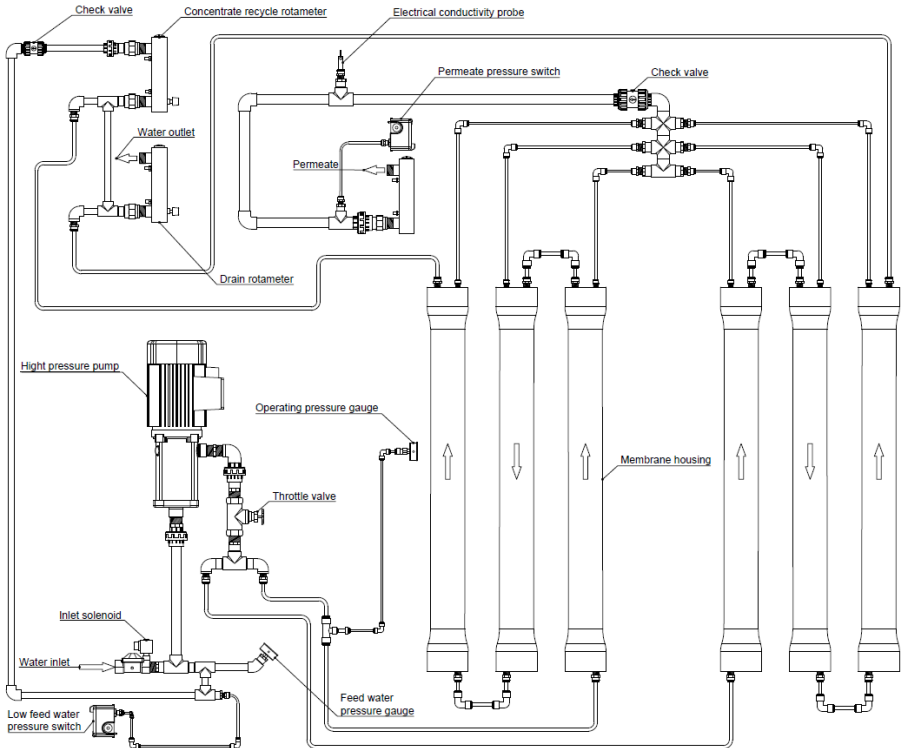 Check valve
Concentrate recycle rotameter
Electrical conductivity probe
Permeate pressure switch
Check valve
Water outlet
Permeate
Drain rotameter
Hight pressure pump
Operating pressure gauge
Membrane housing
Throttle valve
Inlet solenoid
Water inlet
Feed water
pressure gauge
Low feed water
pressure switch